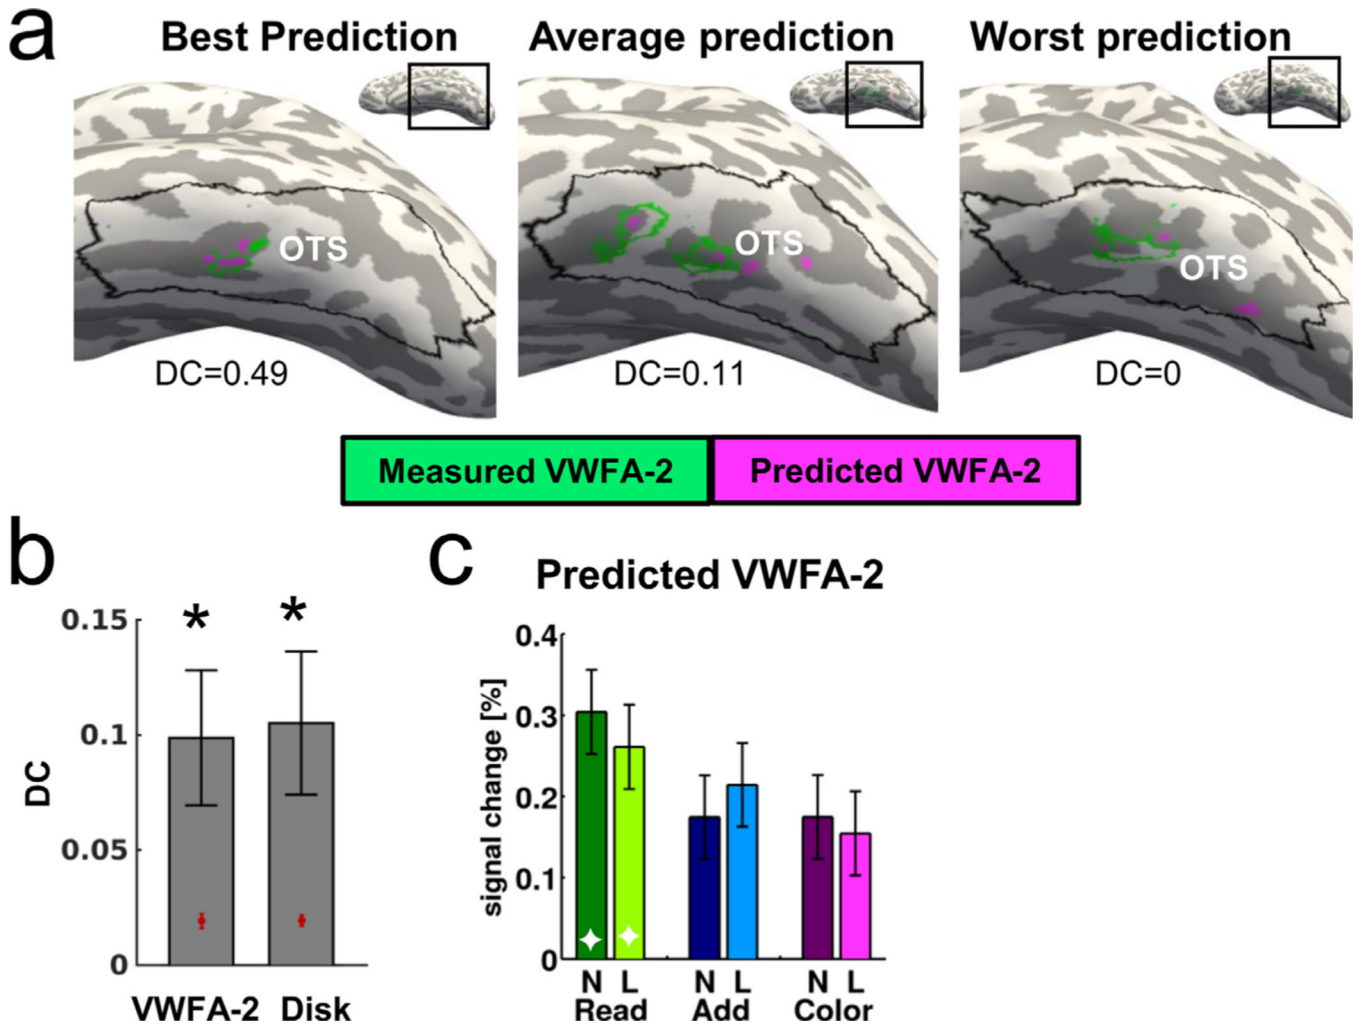 a
Best Prediction
Average prediction
Worst prediction
OTS
OTS
OTS
DC=0.49
DC=0.11
DC=0
Measured VWFA-2
Predicted VWFA-2
b
DC
0.15
0.1
0.05
0
*
*
VWFA-2
Disk
c
Predicted VWFA-2
signal change [%]
0.4
0.3
0.2
0.1
0
N L N L N L
Read Add Color